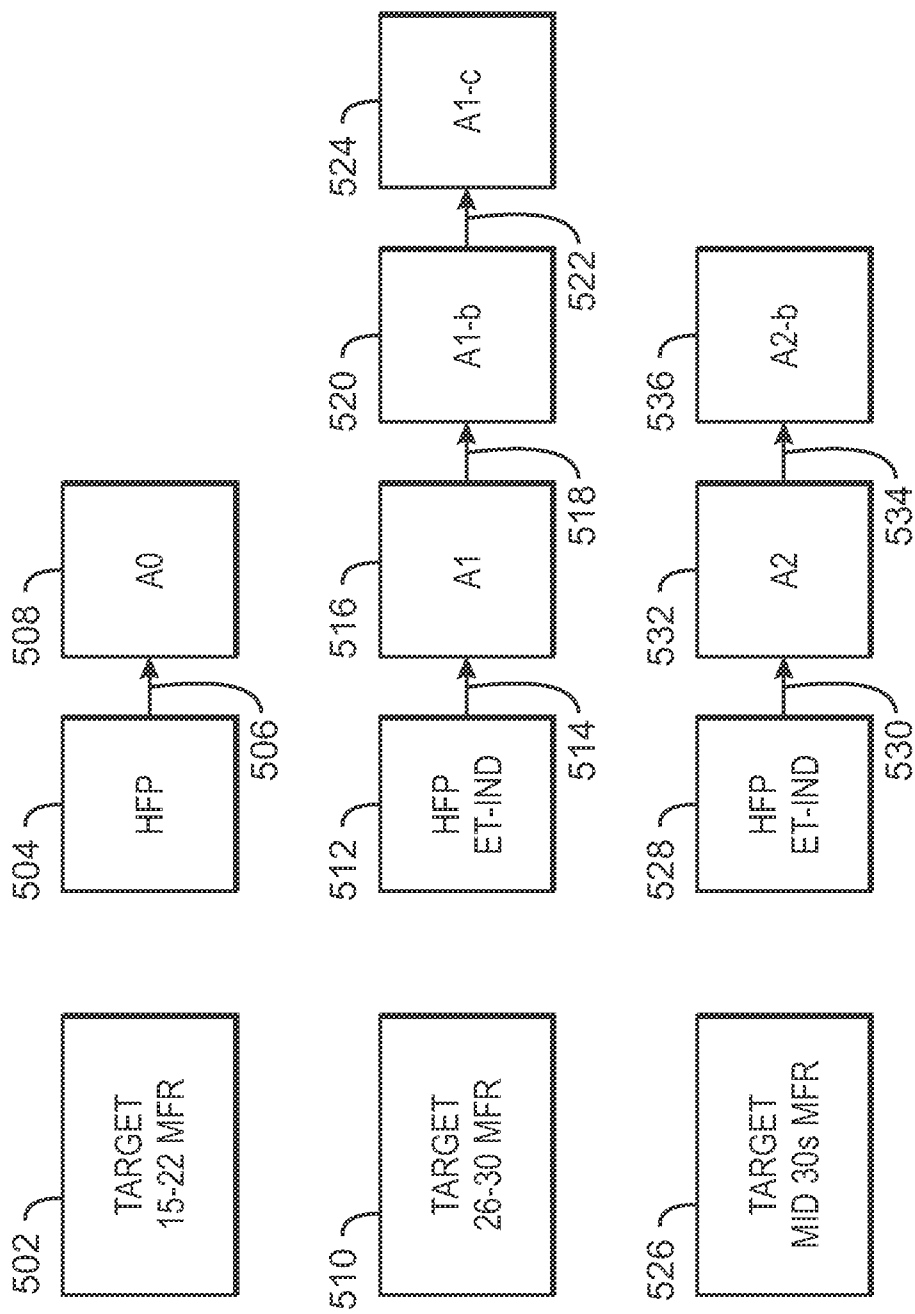 502
TARGET
15-22 MFR
504
HFP
506
508
A0
510
TARGET
26-30 MFR
512
HFP
ET-IND
514
516
A1
518
520
A1-b
522
524
A1-c
526
TARGET
MID 30s MFR
528
HFP
ET-IND
530
532
A2
534
536
A2-b